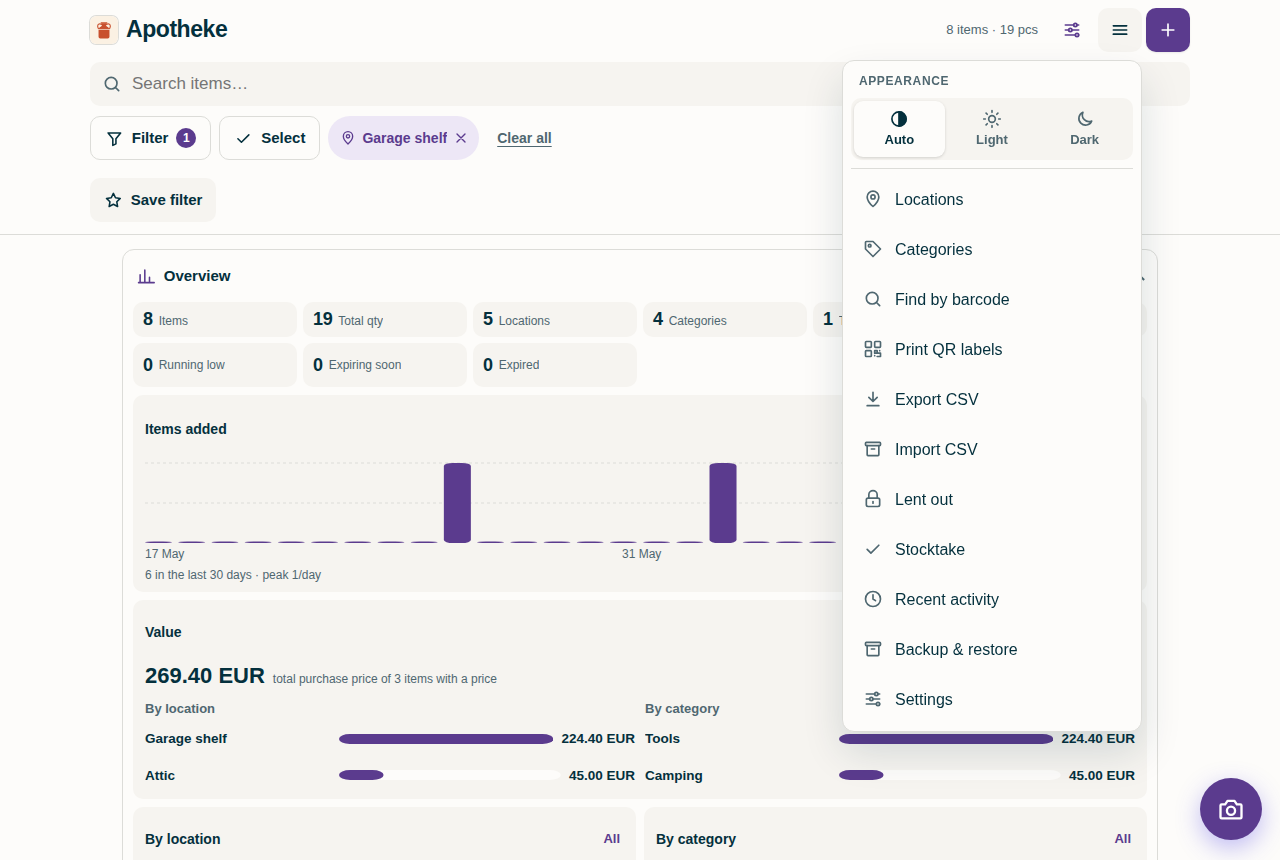 Apotheke
8 items · 19 pcs
Search items…
Filter 1
Select
Garage shelf
Clear all
Save filter
APPEARANCE
Auto
Light
Dark
Locations
Categories
Find by barcode
Print QR labels
Export CSV
Import CSV
Lent out
Stocktake
Recent activity
Backup & restore
Settings
Overview
8 Items
19 Total qty
5 Locations
4 Categories
1
0 Running low
0 Expiring soon
0 Expired
Items added
17 May
31 May
6 in the last 30 days · peak 1/day
Value
269.40 EUR total purchase price of 3 items with a price
By location
By category
Garage shelf 224.40 EUR
Tools 224.40 EUR
Attic 45.00 EUR
Camping 45.00 EUR
By location All
By category All